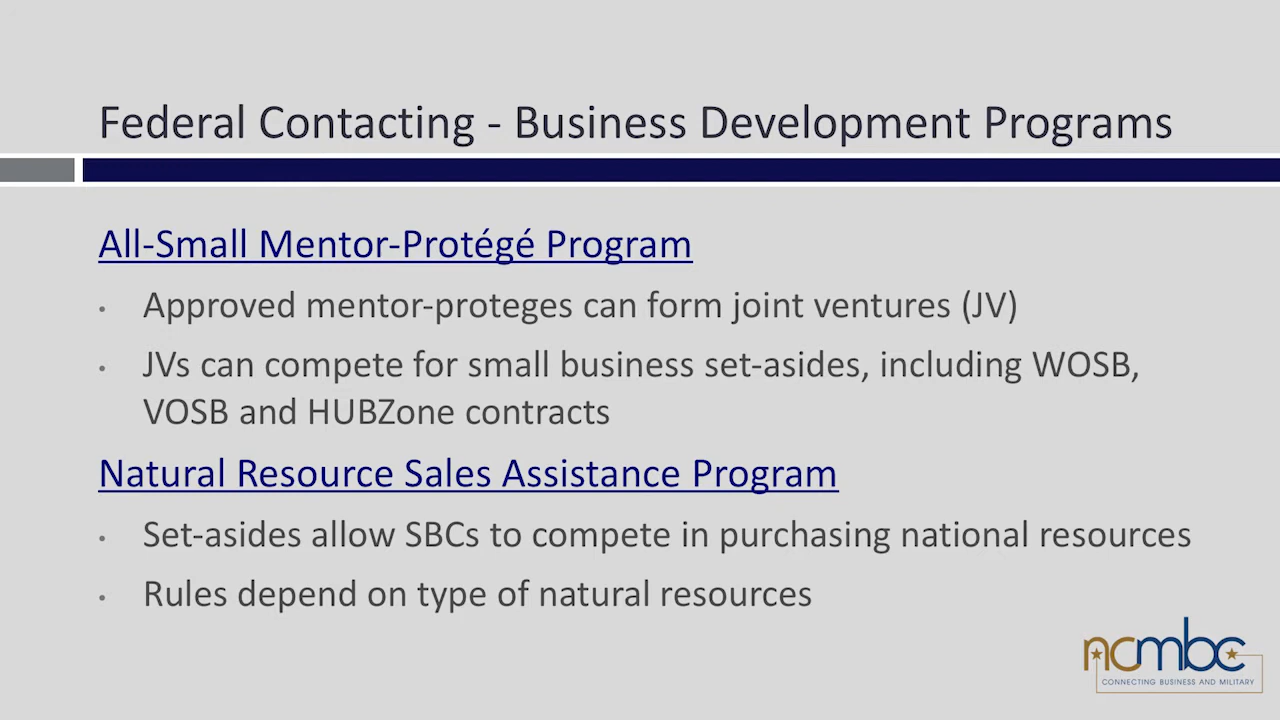 Federal Contacting - Business Development Programs
All-Small Mentor-Protégé Program
• Approved mentor-proteges can form joint ventures (JV)
• JVs can compete for small business set-asides, including WOSB,
VOSB and HUBZone contracts
Natural Resource Sales Assistance Program
• Set-asides allow SBCs to compete in purchasing national resources
• Rules depend on type of natural resources
ncmbc
CONNECTING BUSINESS AND MILITARY